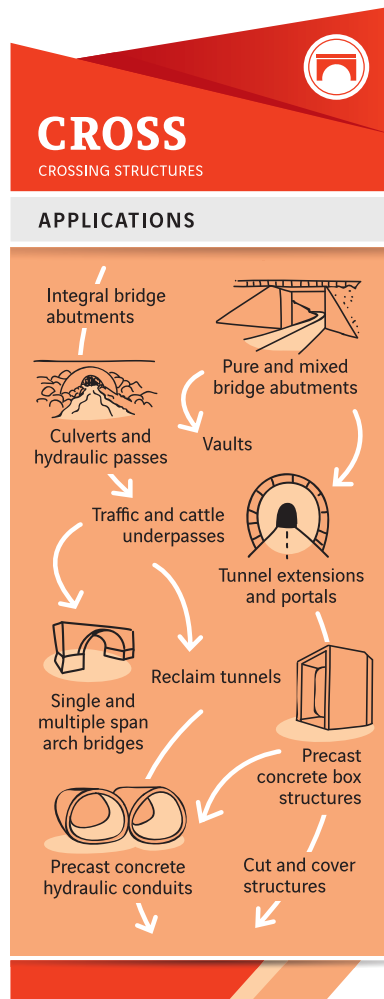 CROSS
CROSSING STRUCTURES
APPLICATIONS
Integral bridge
abutments
Pure and mixed
bridge abutments
Culverts and
hydraulic passes
Vaults
Traffic and cattle
underpasses
Tunnel extensions
and portals
Reclaim tunnels
Single and
multiple span
arch bridges
Precast
concrete box
structures
Precast concrete
hydraulic conduits
Cut and cover
structures